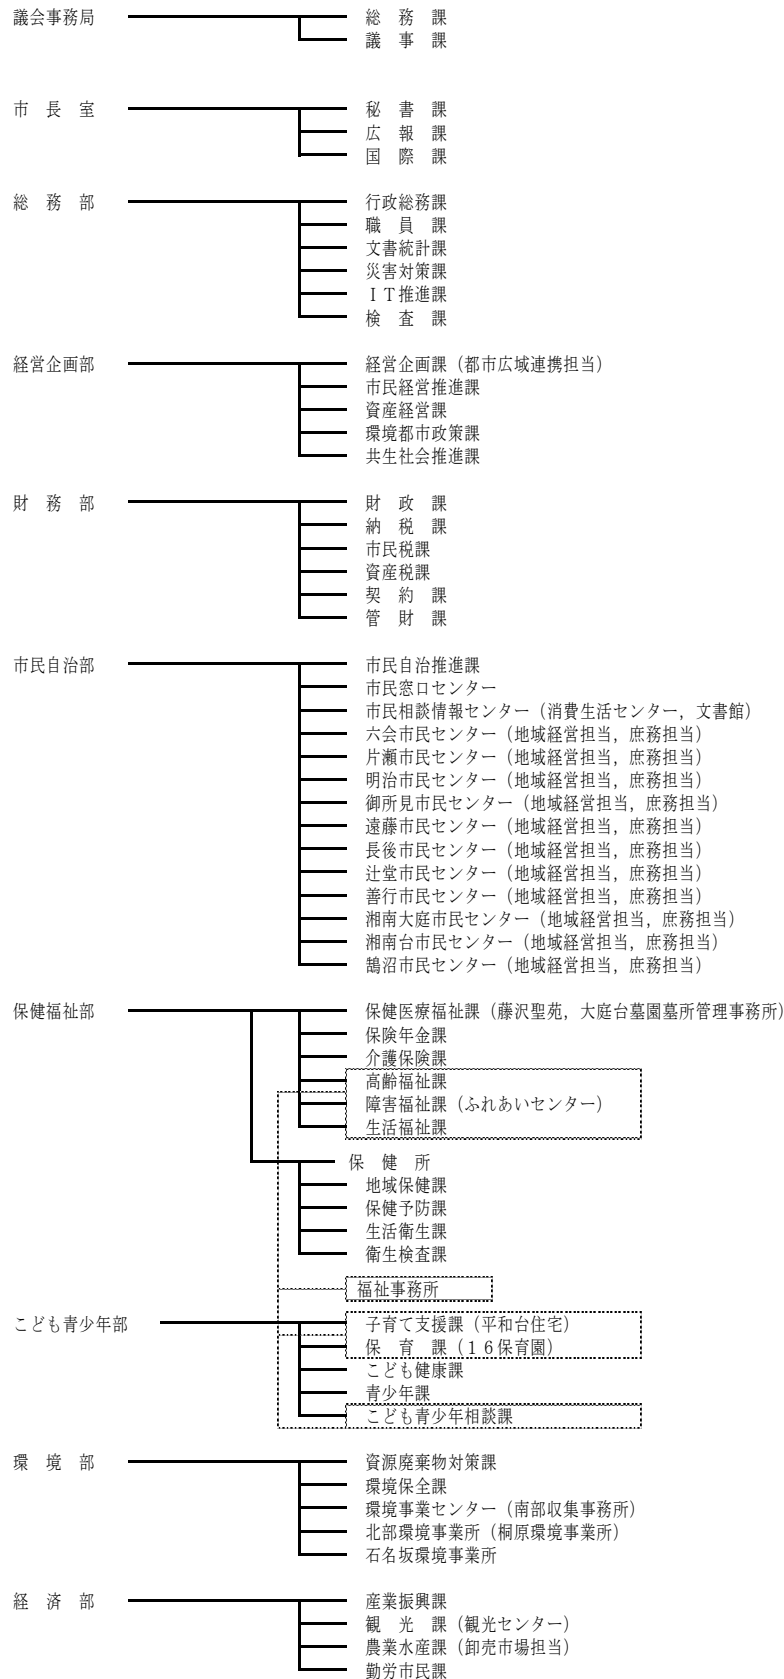 議会事務局 総　務　課
議　事　課
市　長　室 秘　書　課
広　報　課
国　際　課
総　務　部 行政総務課
職　員　課
文書統計課
災害対策課
ＩＴ推進課
検　査　課
経営企画部 経営企画課（都市広域連携担当）
市民経営推進課
資産経営課
環境都市政策課
共生社会推進課
財　務　部 財　政　課
納　税　課
市民税課
資産税課
契　約　課
管　財　課
市民自治部 市民自治推進課
市民窓口センター
市民相談情報センター（消費生活センター，文書館）
六会市民センター（地域経営担当，庶務担当）
片瀬市民センター（地域経営担当，庶務担当）
明治市民センター（地域経営担当，庶務担当）
御所見市民センター（地域経営担当，庶務担当）
遠藤市民センター（地域経営担当，庶務担当）
長後市民センター（地域経営担当，庶務担当）
辻堂市民センター（地域経営担当，庶務担当）
善行市民センター（地域経営担当，庶務担当）
湘南大庭市民センター（地域経営担当，庶務担当）
湘南台市民センター（地域経営担当，庶務担当）
鵠沼市民センター（地域経営担当，庶務担当）
保健福祉部 保健医療福祉課（藤沢聖苑，大庭台墓園墓所管理事務所）
保険年金課
介護保険課
高齢福祉課
障害福祉課（ふれあいセンター）
生活福祉課
保　健　所
地域保健課
保健予防課
生活衛生課
衛生検査課
福祉事務所
こども青少年部 子育て支援課（平和台住宅）
保　育　課（１６保育園）
こども健康課
青少年課
こども青少年相談課
環　境　部 資源廃棄物対策課
環境保全課
環境事業センター（南部収集事務所）
北部環境事業所（桐原環境事業所）
石名坂環境事業所
経　済　部 産業振興課
観　光　課（観光センター）
農業水産課（卸売市場担当）
勤労市民課